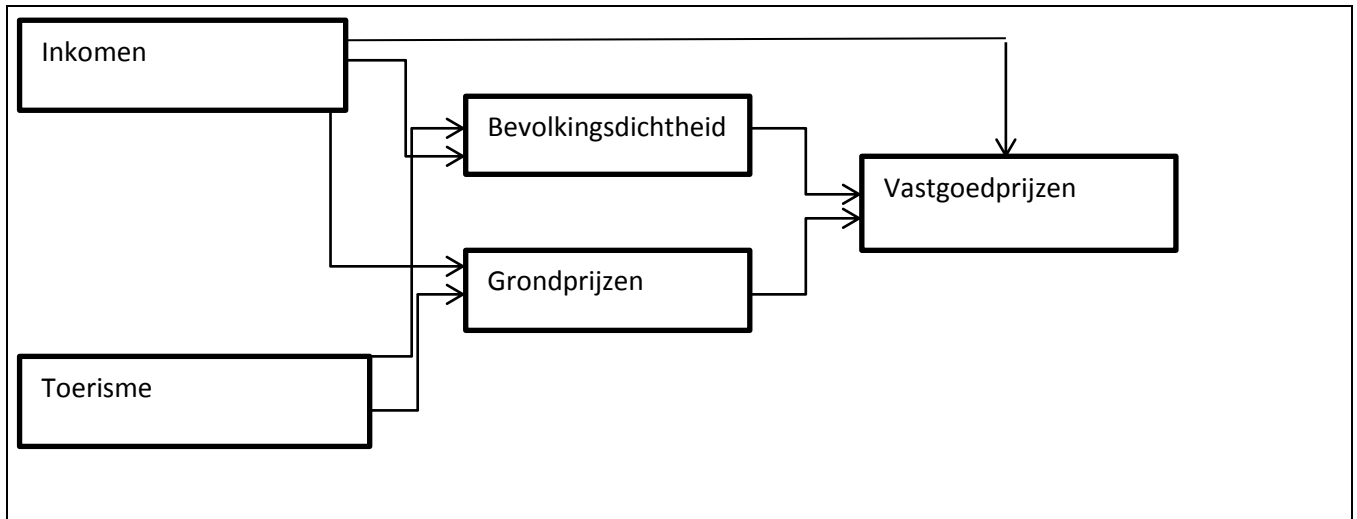 Inkomen
Bevolkingsdichtheid
Vastgoedprijzen
Grondprijzen
Toerisme